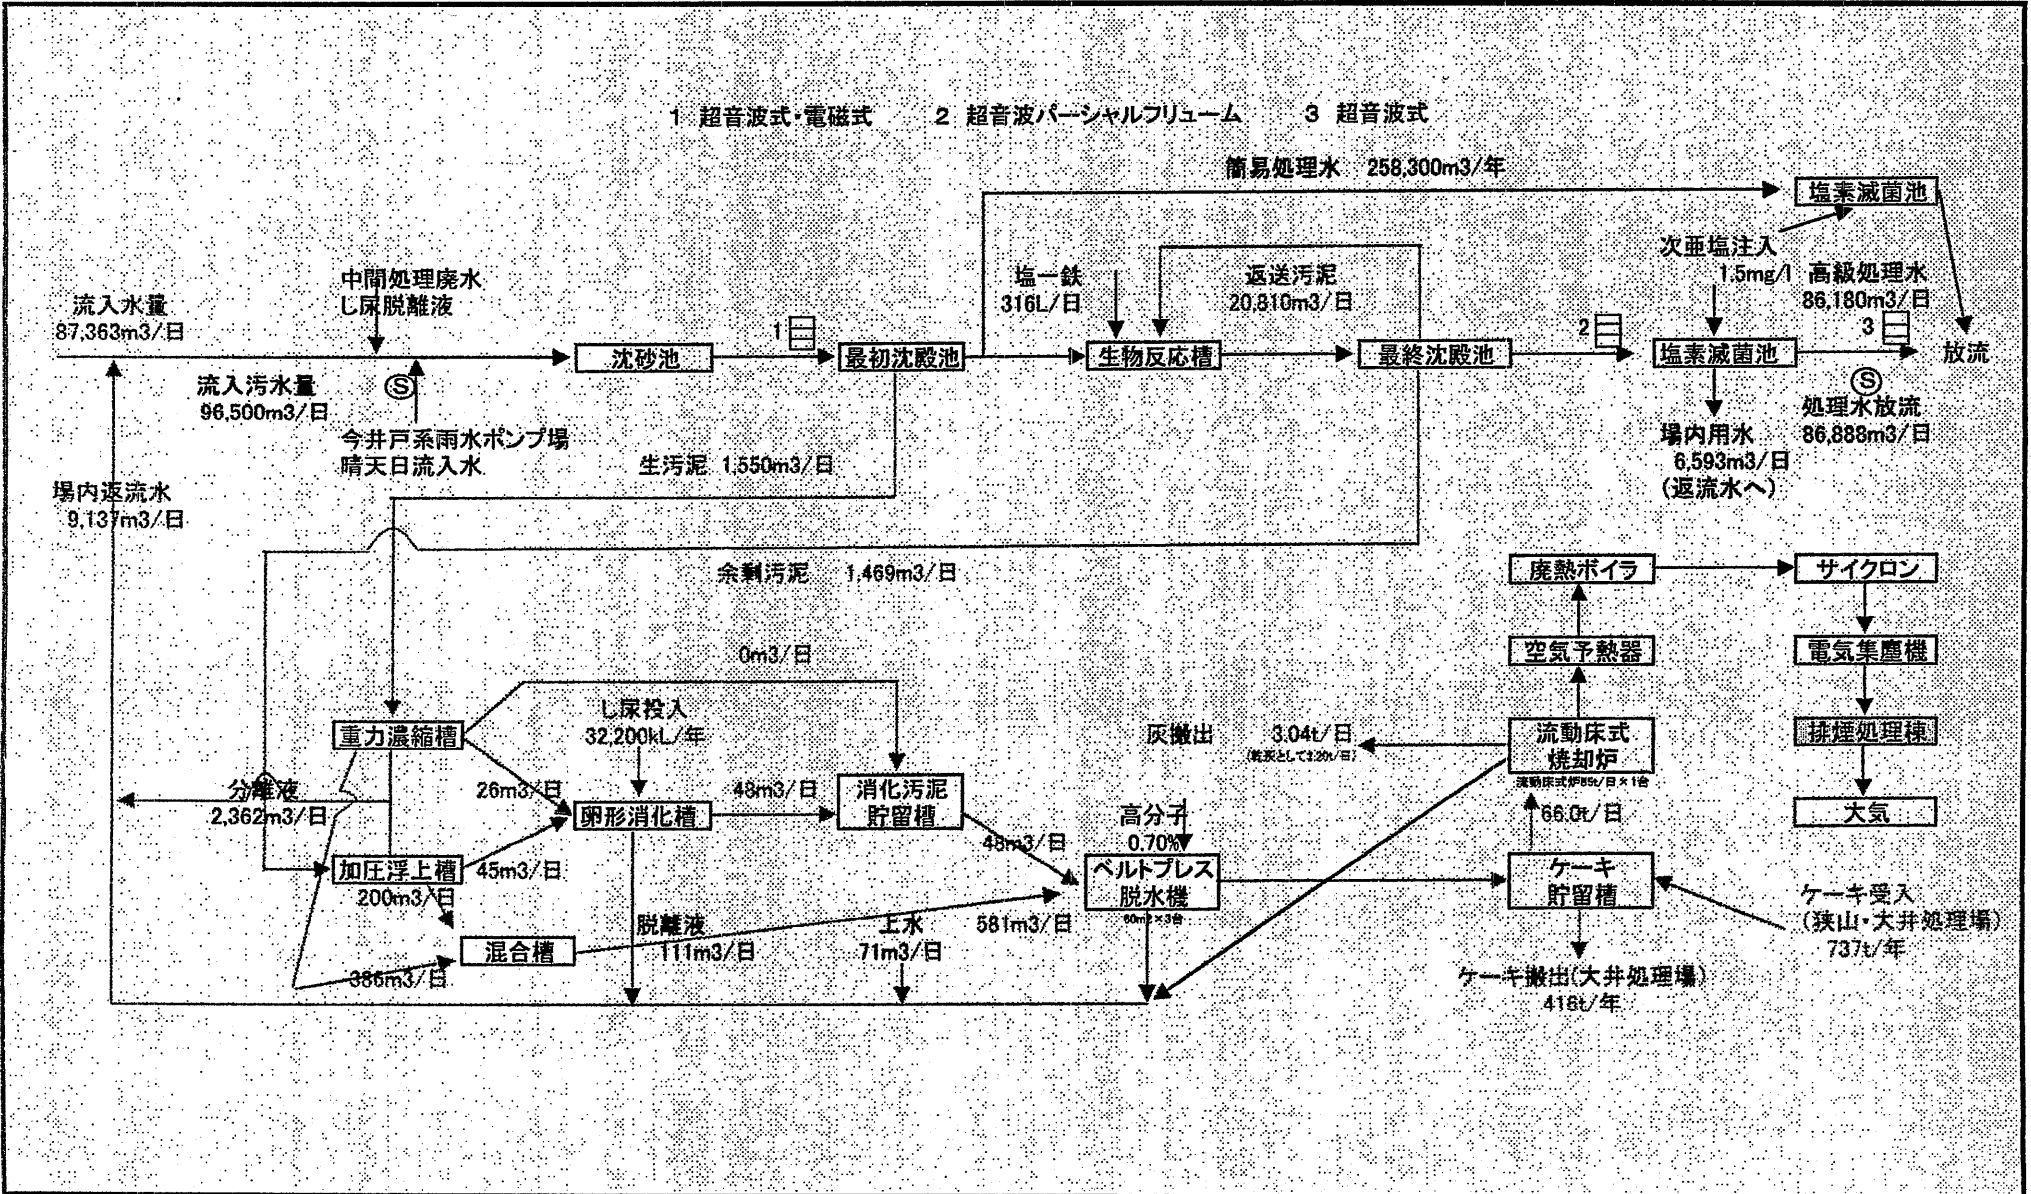 1 超音波式・電磁式 2 超音波パーシャルフリューム 3 超音波式
簡易処理水 258,300m3/年
塩素滅菌池
次亜塩注入
1.5mg/l
高級処理水
86,180m3/日
中間処理廃水
し尿脱離液
塩一鉄
316L/日
返送汚泥
20,810m3/日
流入水量
87,363m3/日
1
2
3
沈砂池
最初沈殿池
生物反応槽
最終沈殿池
塩素滅菌池
放流
流入汚水量
96,500m3/日
S
S
処理水放流
86,888m3/日
今井戸系雨水ポンプ場
晴天日流入水
場内用水
6,593m3/日
(返流水へ)
生汚泥 1,550m3/日
場内返流水
9,137m3/日
余剰汚泥 1,469m3/日
廃熱ボイラ
サイクロン
0m3/日
空気予熱器
電気集塵機
重力濃縮槽
し尿投入
32,200kL/年
灰搬出 3.04t/日
流動床式
焼却炉
排煙処理棟
分離液
2,362m3/日
26m3/日
48m3/日
消化汚泥
貯留槽
卵形消化槽
高分子
0.70%
66.0t/日
大気
48m3/日
加圧浮上槽
45m3/日
200m3/日
ベルトプレス
脱水機
ケーキ
貯留槽
ケーキ受入
(狭山・大井処理場)
737t/年
混合槽
脱離液
111m3/日
上水
71m3/日
581m3/日
386m3/日
ケーキ搬出(大井処理場)
416t/年